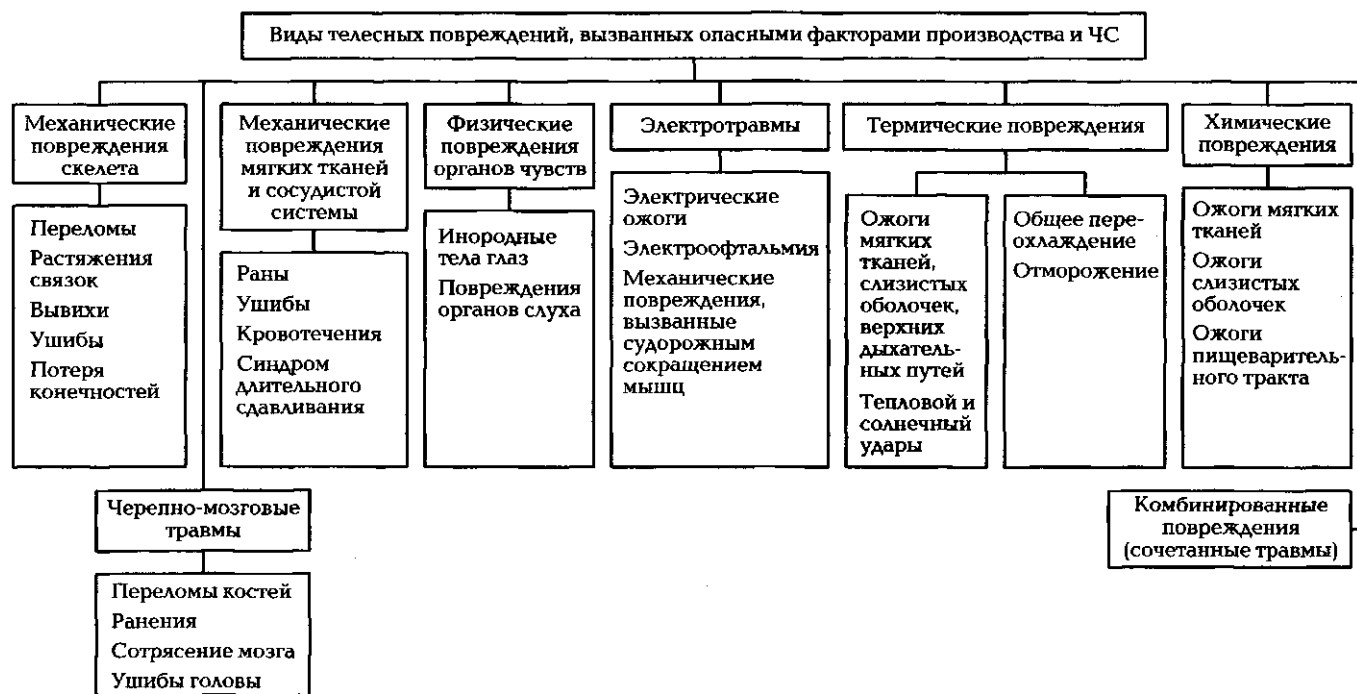 Виды телесных повреждений, вызванных опасными факторами производства и ЧС
Механические
повреждения
скелета
Переломы
Растяжения
связок
Вывихи
Ушибы
Потеря
конечностей
Черепно-мозговые
травмы
Переломы костей
Ранения
Сотрясение мозга
Ушибы головы
Механические
повреждения
мягких тканей
и сосудистой
системы
Раны
Ушибы
Кровотечения
Синдром
длительного
сдавливания
Физические
повреждения
органов чувств
Инородные
тела глаз
Повреждения
органов слуха
Электротравмы
Электрические
ожоги
Электроофтальмия
Механические
повреждения,
вызванные
судорожным
сокращением
мышц
Термические повреждения
Ожоги
мягких
тканей,
слизистых
оболочек,
верхних
дыхатель-
ных путей
Тепловой и
солнечный
удары
Общее пере-
охлаждение
Отморожение
Химические
повреждения
Ожоги мягких
тканей
Ожоги
слизистых
оболочек
Ожоги
пищеваритель-
ного тракта
Комбинированные
повреждения
(сочетанные травмы)